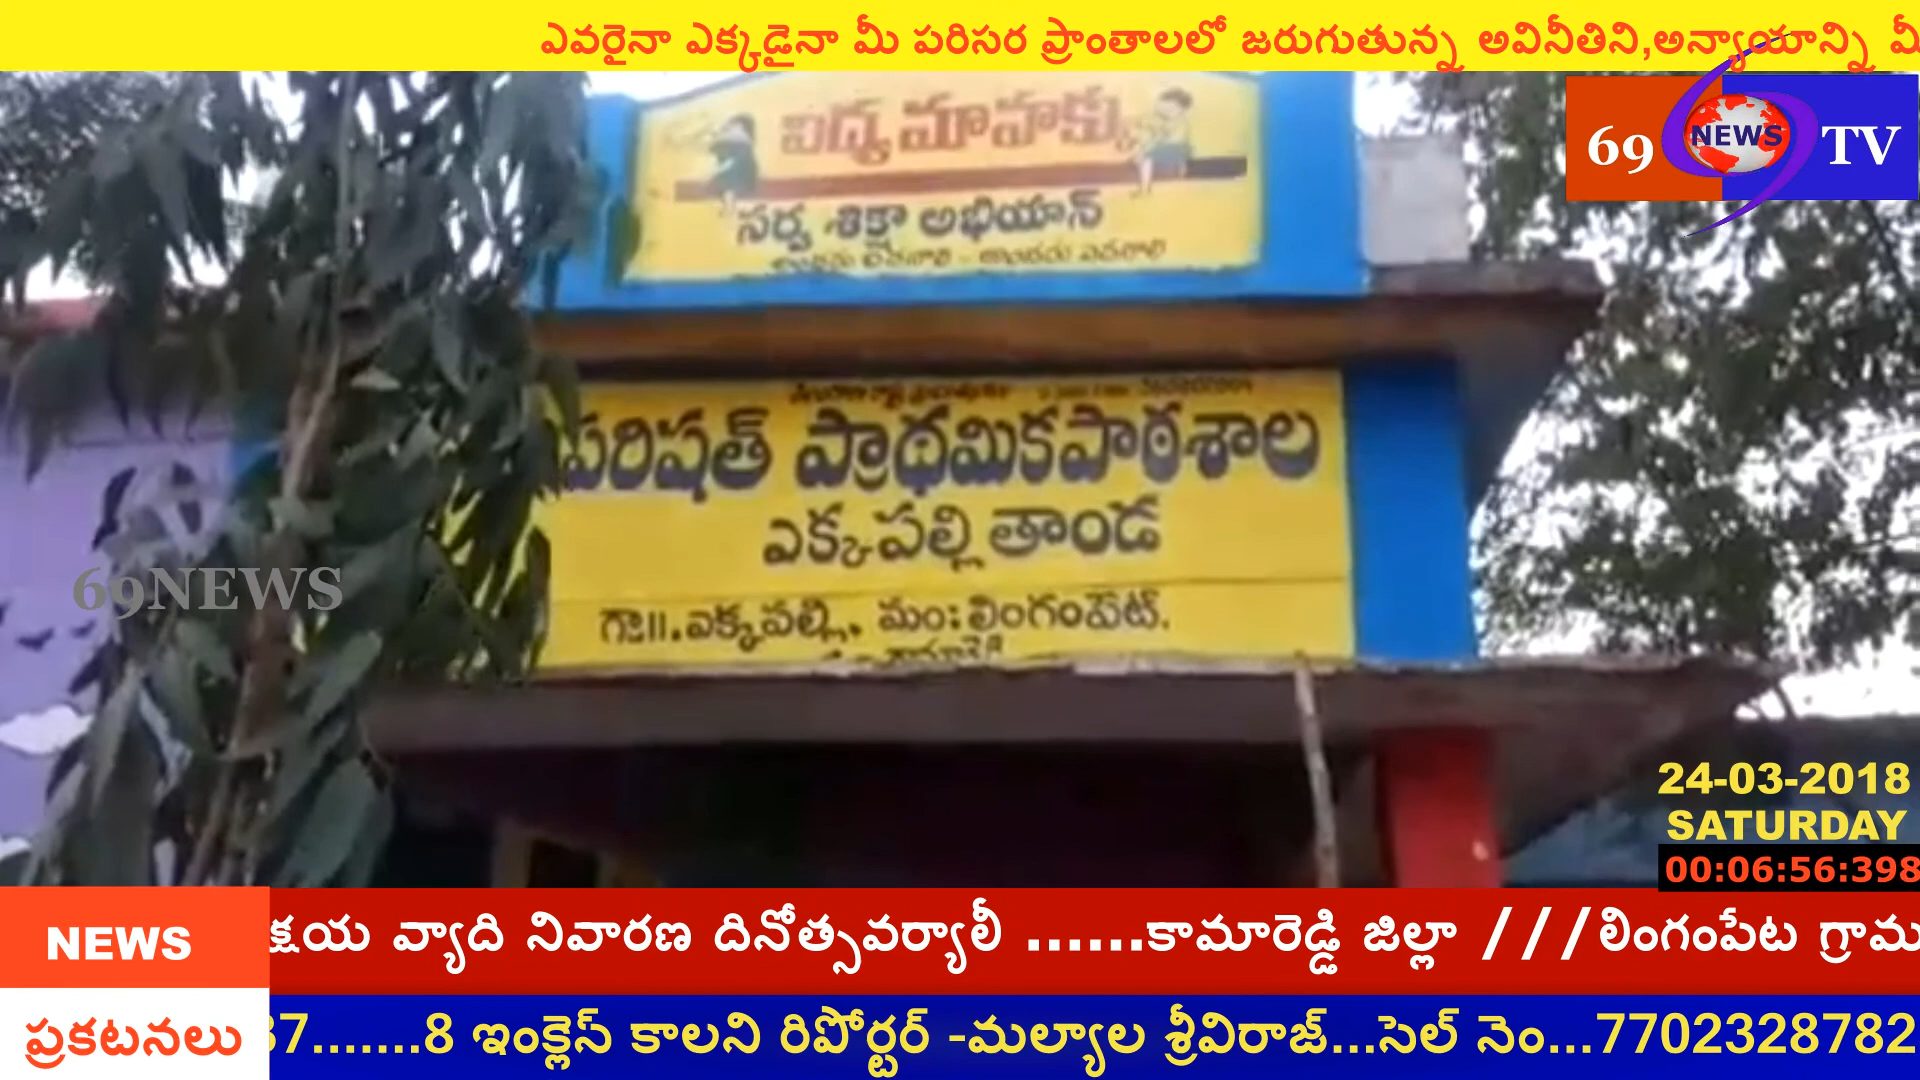 ఎవరైనా ఎక్కడైనా మీ పరిసర ప్రాంతాలలో జరుగుతున్న అవినీతిని,అన్యాయాన్ని మీ
69 NEWS TV
విద్య మాహక్కు
సర్వ శిక్షా అభియాన్
పరిషత్ ప్రాథమికపాఠశాల
ఎక్కపల్లి తాండ
గ్రా॥.ఎక్కపల్లి, మం:లింగంపేట్.
69NEWS
24-03-2018
SATURDAY
00:06:56:398
NEWS
క్షయ వ్యాది నివారణ దినోత్సవర్యాలీ ......కామారెడ్డి జిల్లా ///లింగంపేట గ్రామ
ప్రకటనలు
37.......8 ఇంక్లైన్ కాలని రిపోర్టర్ -మల్యాల శ్రీవిరాజ్...సెల్ నెం...7702328782